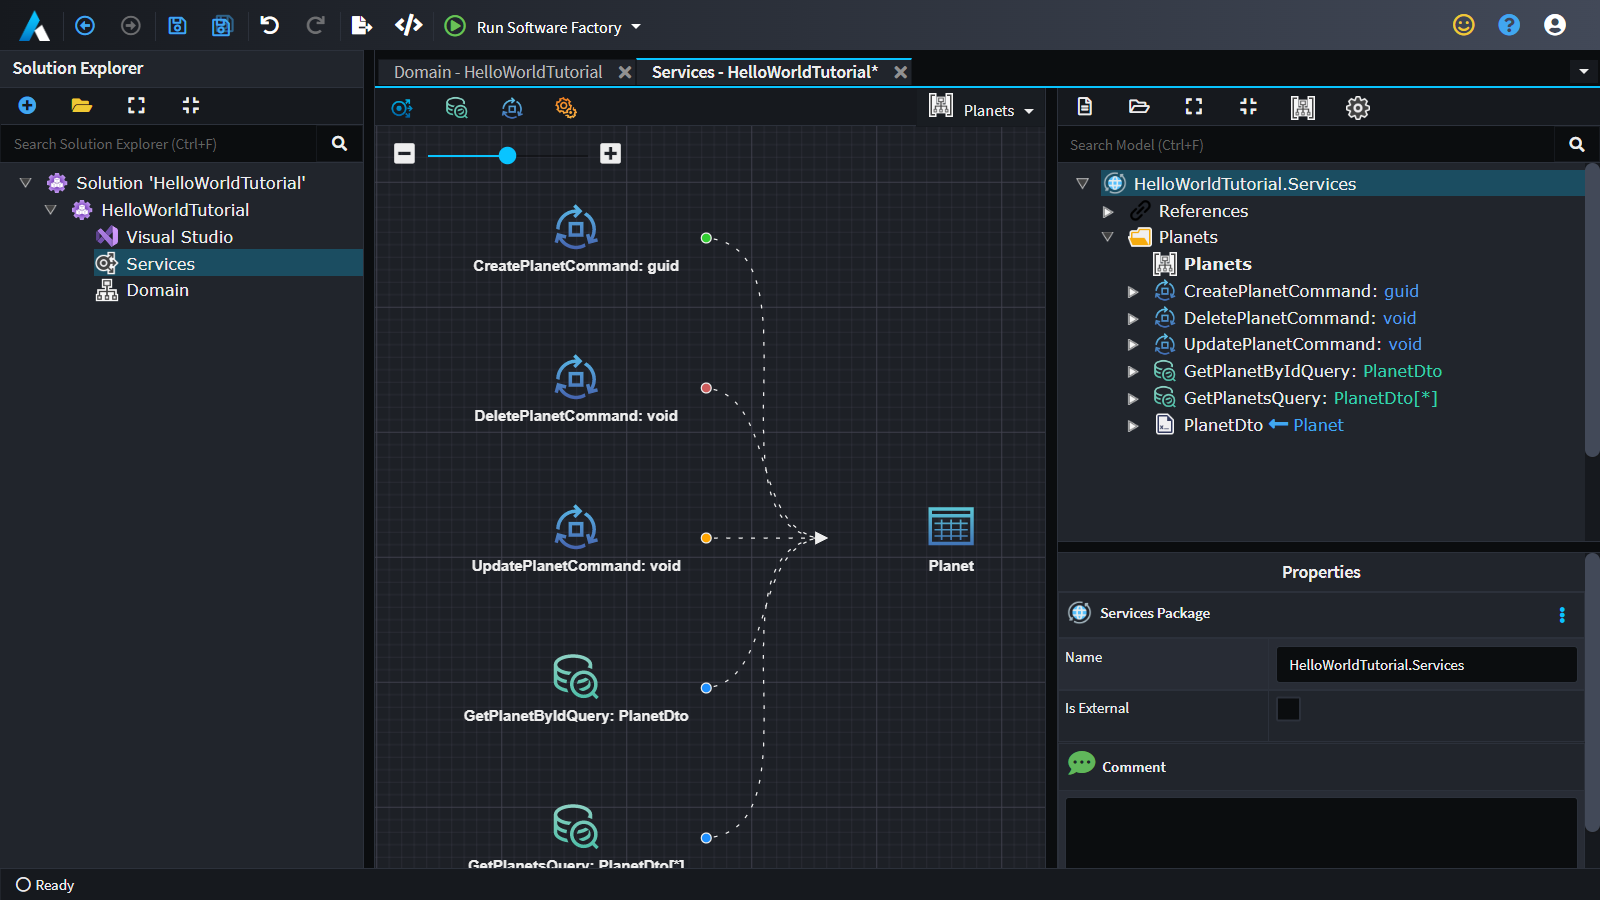 Run Software Factory
Solution Explorer
Search Solution Explorer (Ctrl+F)
Solution 'HelloWorldTutorial'
HelloWorldTutorial
Visual Studio
Services
Domain
Domain - HelloWorldTutorial
Services - HelloWorldTutorial*
Planets
CreatePlanetCommand: guid
DeletePlanetCommand: void
UpdatePlanetCommand: void
Planet
GetPlanetByIdQuery: PlanetDto
GetPlanetsQuery: PlanetDto[*]
Search Model (Ctrl+F)
HelloWorldTutorial.Services
References
Planets
Planets
CreatePlanetCommand: guid
DeletePlanetCommand: void
UpdatePlanetCommand: void
GetPlanetByIdQuery: PlanetDto
GetPlanetsQuery: PlanetDto[*]
PlanetDto Planet
Properties
Services Package
Name HelloWorldTutorial.Services
Is External
Comment
Ready